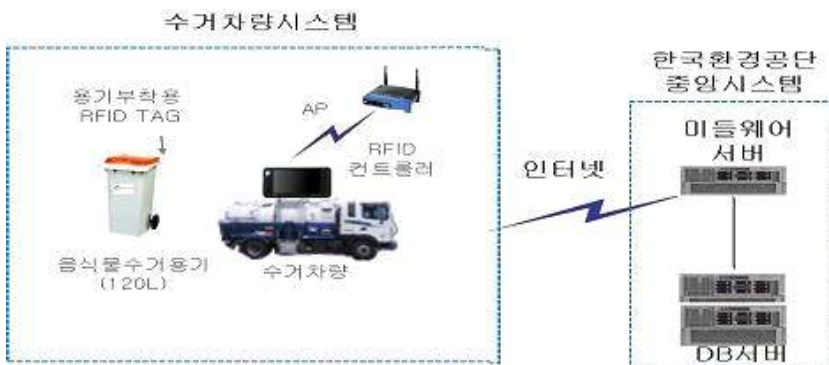 수거차량시스템
용기부착용
RFID TAG
AP
RFID
컨트롤러
음식물수거용기
(120L)
수거차량
인터넷
한국환경공단
중앙시스템
미들웨어
서버
DB서버